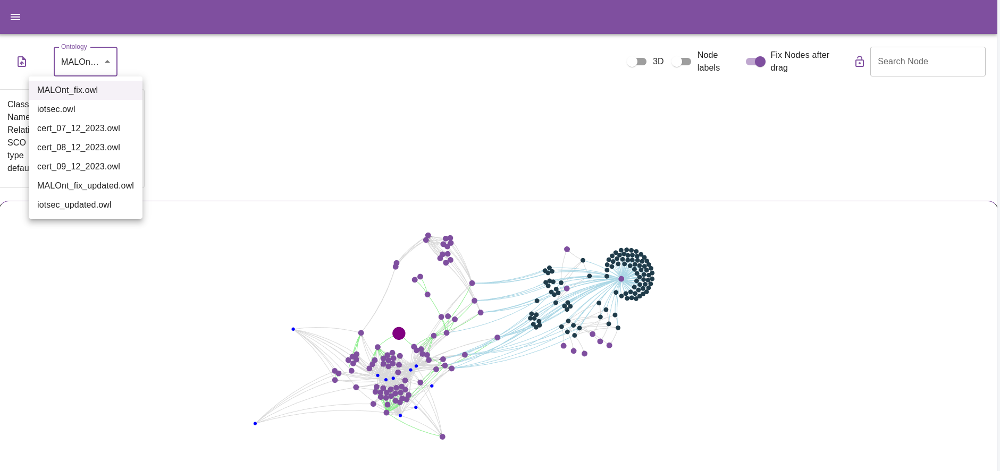 Ontology
MALOn...
3D
Node
labels
Fix Nodes after
drag
Search Node
MALOnt_fix.owl
iotsec.owl
cert_07_12_2023.owl
cert_08_12_2023.owl
cert_09_12_2023.owl
MALOnt_fix_updated.owl
iotsec_updated.owl
Class
Name
Relati
SCO
type
defau